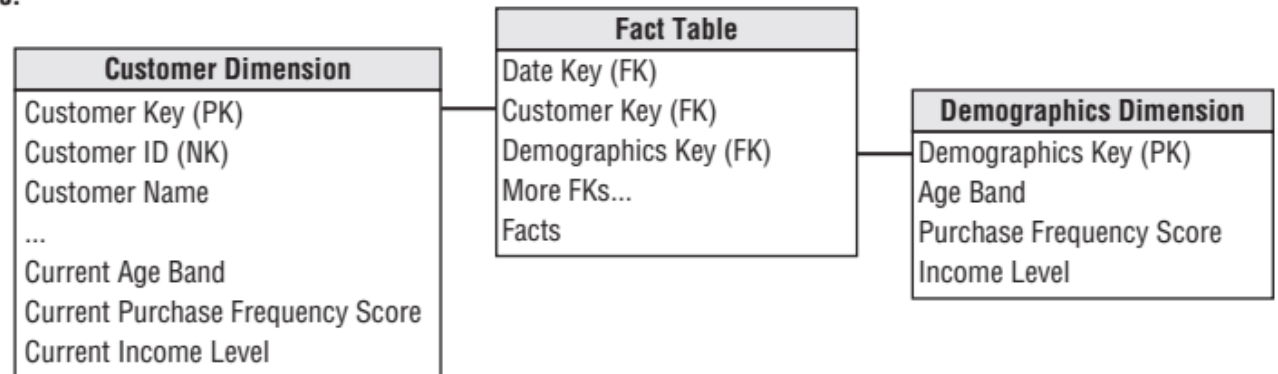 Customer Dimension
Customer Key (PK)
Customer ID (NK)
Customer Name
...
Current Age Band
Current Purchase Frequency Score
Current Income Level
Fact Table
Date Key (FK)
Customer Key (FK)
Demographics Key (FK)
More FKs...
Facts
Demographics Dimension
Demographics Key (PK)
Age Band
Purchase Frequency Score
Income Level